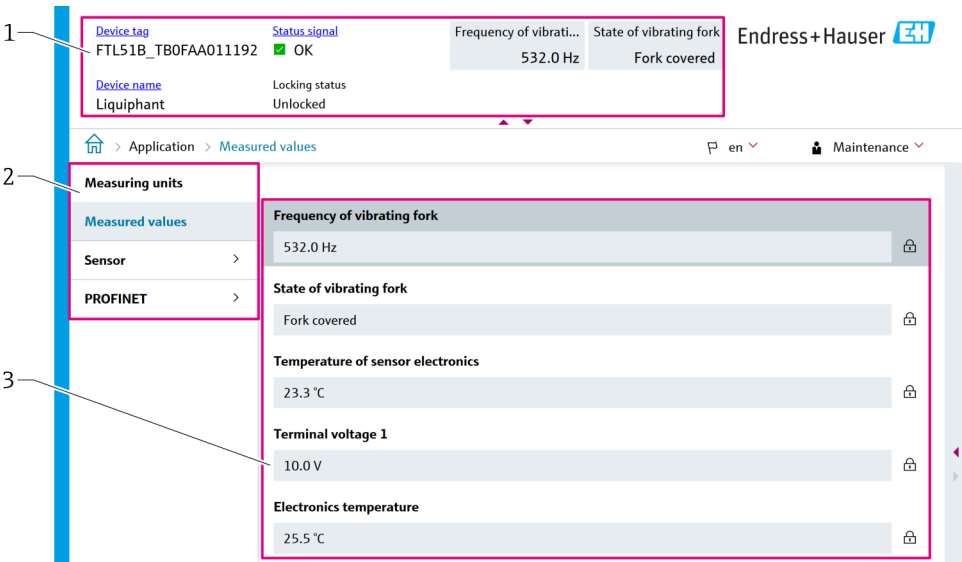 1
Device tag
FTL51B_TB0FAA011192
Status signal
OK
Frequency of vibrati...
532.0 Hz
State of vibrating fork
Fork covered
Endress+Hauser EH
Device name
Liquiphant
Locking status
Unlocked
> Application > Measured values
en
Maintenance
2
Measuring units
Measured values
Sensor >
PROFINET >
3
Frequency of vibrating fork
532.0 Hz
State of vibrating fork
Fork covered
Temperature of sensor electronics
23.3 °C
Terminal voltage 1
10.0 V
Electronics temperature
25.5 °C